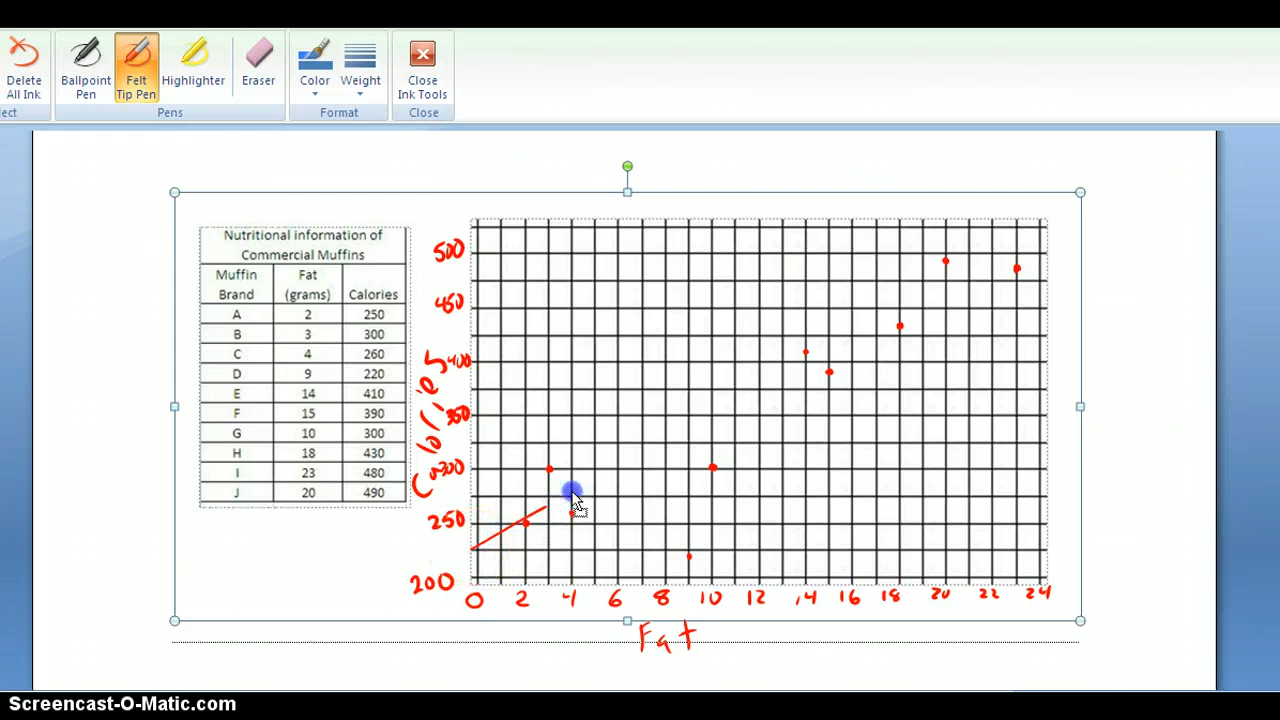 Delete All Ink
Ballpoint Pen
Felt Tip Pen
Highlighter
Eraser
Color
Weight
Close Ink Tools
lect
Pens
Format
Close
Nutritional information of
Commercial Muffins
Muffin Brand Fat (grams) Calories
A 2 250
B 3 300
C 4 260
D 9 220
E 14 410
F 15 390
G 10 300
H 18 430
I 23 480
J 20 490
Calories
500
450
400
350
300
250
200
0 2 4 6 8 10 12 14 16 18 20 22 24
Fat
Screencast-O-Matic.com